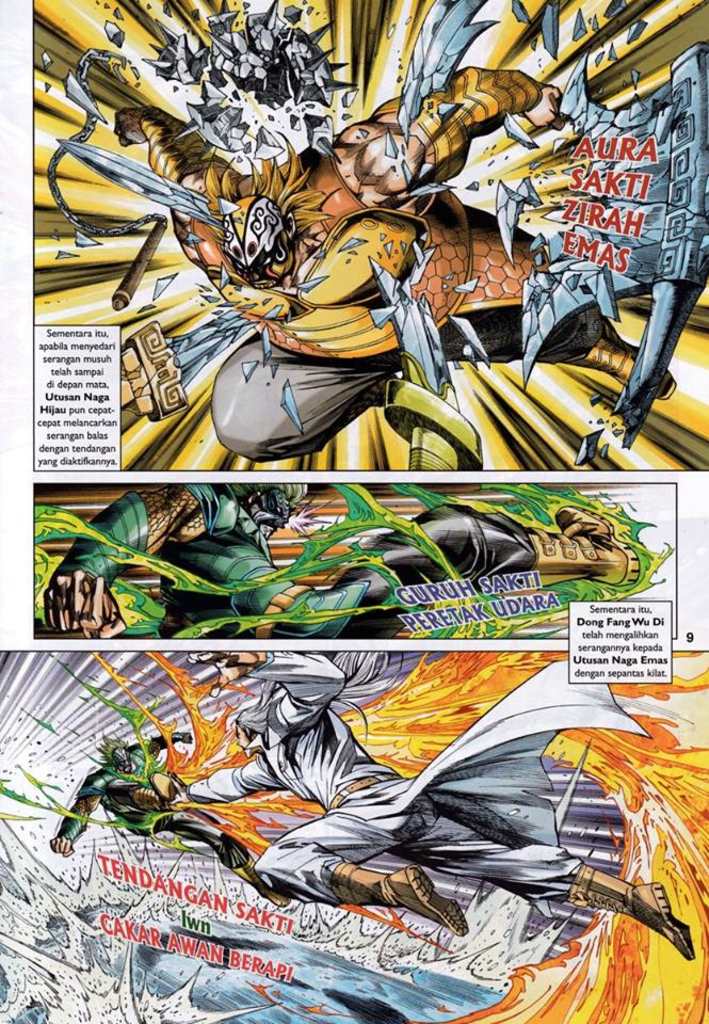 AURA
SAKTI
ZIRAH
EMAS
Sementara itu,
apabila menyedari
serangan musuh
telah sampai
di depan mata,
Utusan Naga
Hijau pun cepat-
cepat melancarkan
serangan balas
dengan tendangan
yang diaktifkannya.
GURUH SAKTI
PERETAK UDARA
Sementara itu,
Dong Fang Wu Di
telah mengalihkan
serangannya kepada
Utusan Naga Emas
dengan sepantas kilat.
9
TENDANGAN SAKTI
lwn
CAKAR AWAN BERAPI